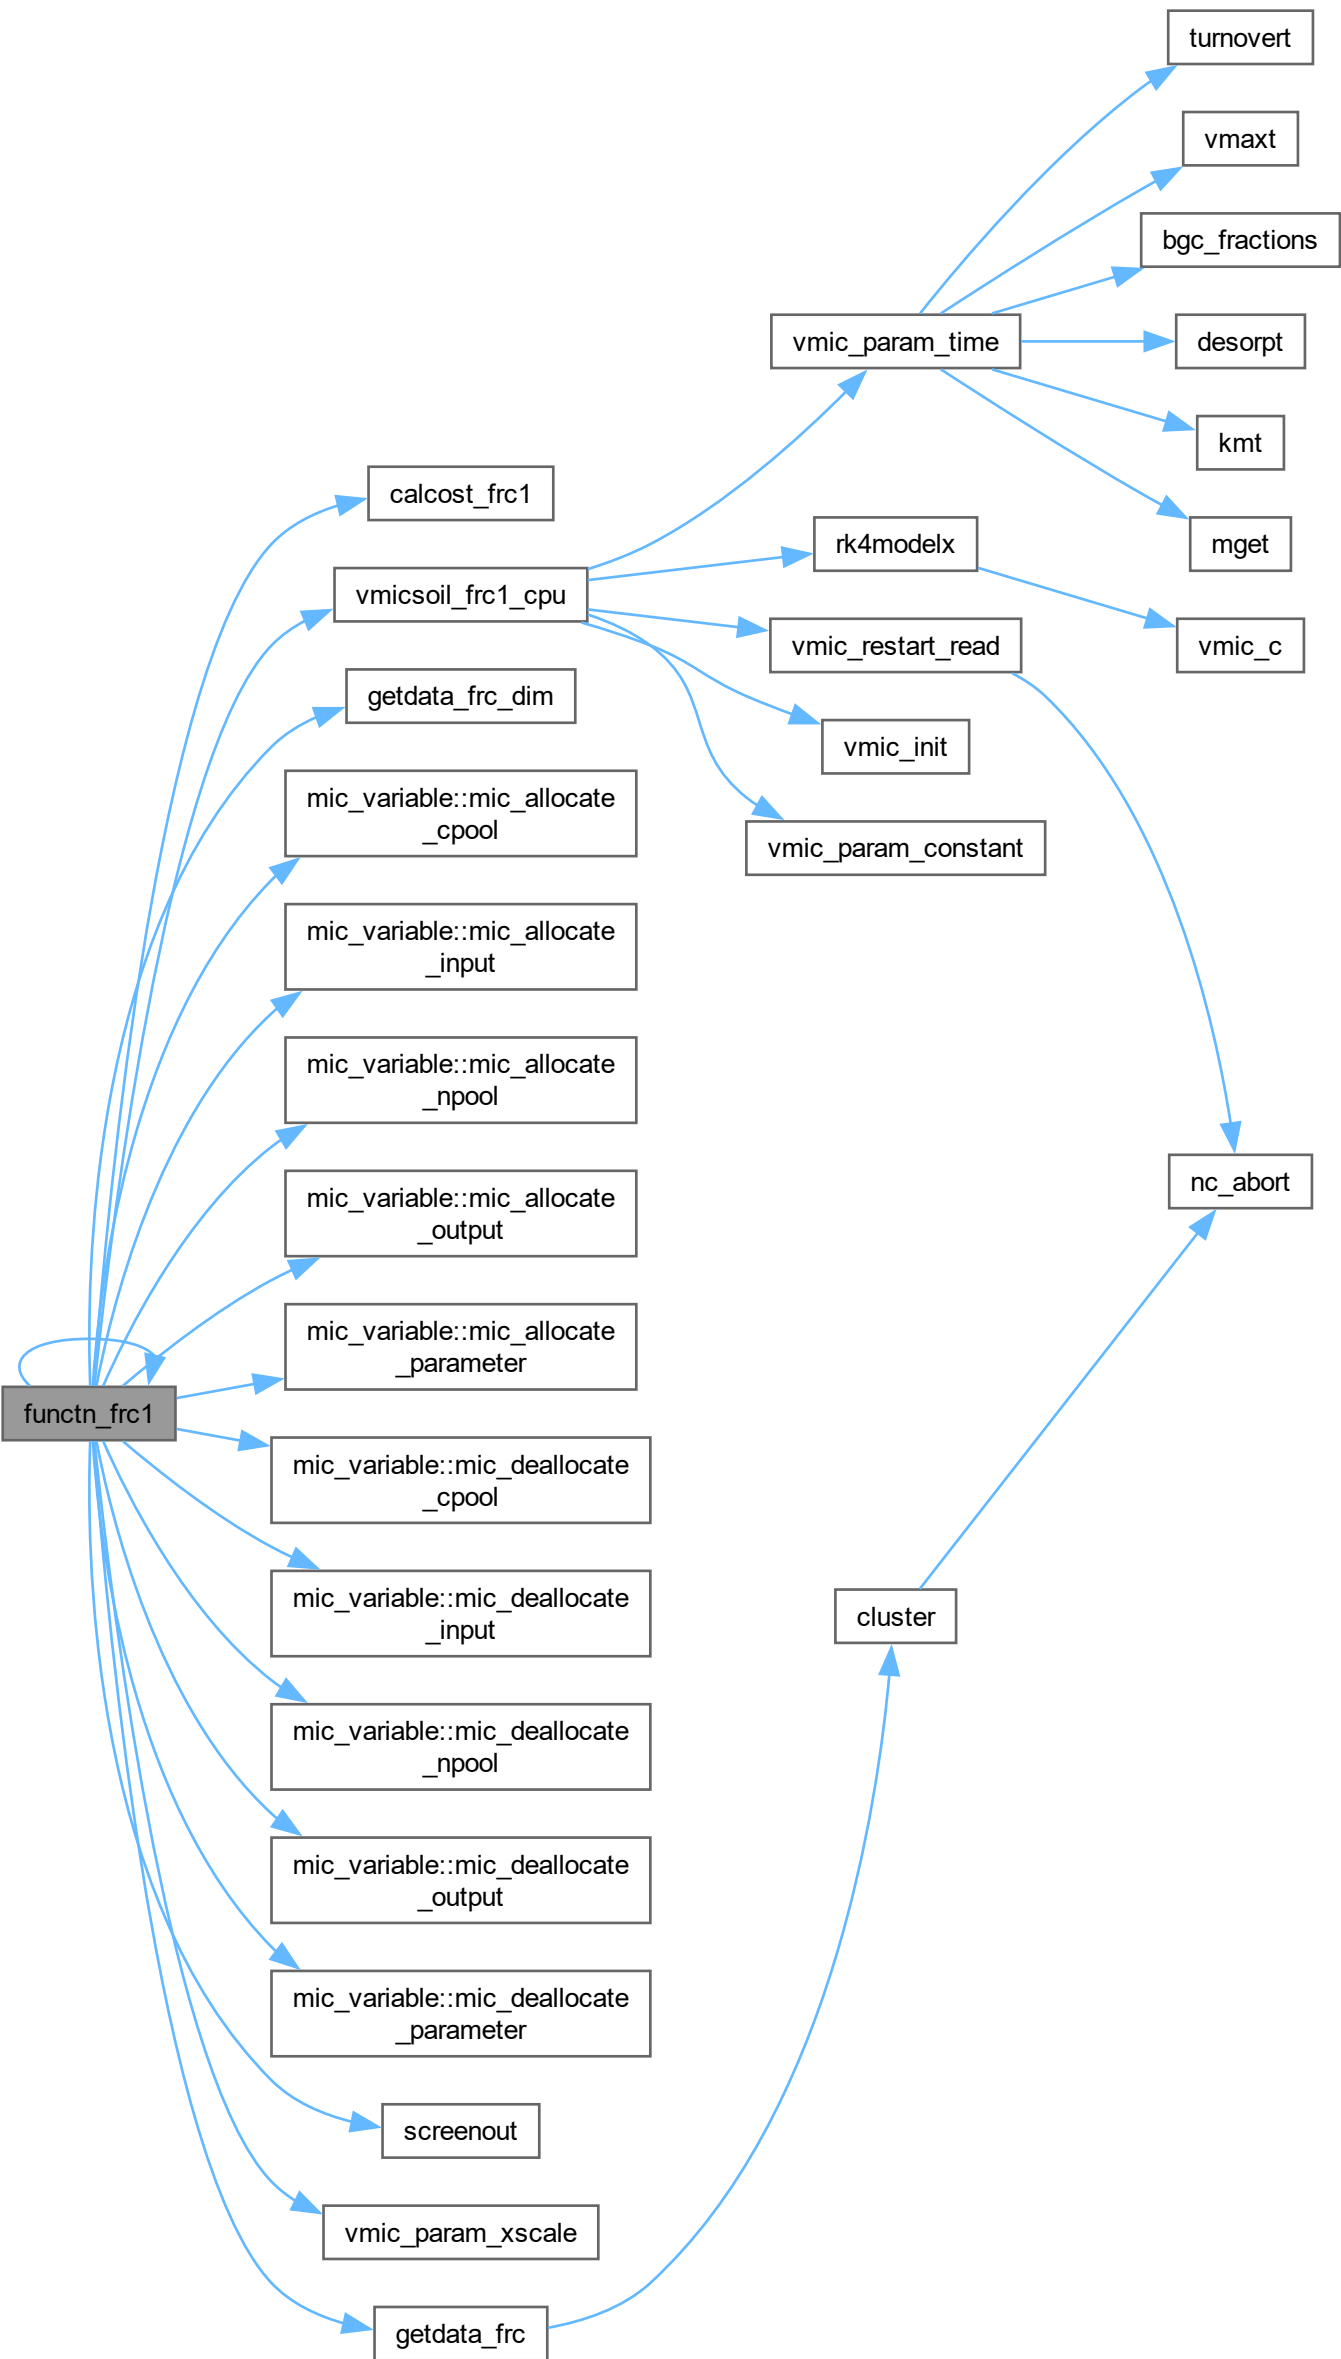 turnovert
vmaxt
bgc_fractions
vmic_param_time
desorpt
kmt
calcost_frc1
rk4modelx
mget
vmicsoil_frc1_cpu
vmic_restart_read
vmic_c
getdata_frc_dim
vmic_init
mic_variable::mic_allocate
_cpool
vmic_param_constant
mic_variable::mic_allocate
_input
mic_variable::mic_allocate
_npool
mic_variable::mic_allocate
_output
nc_abort
mic_variable::mic_allocate
_parameter
functn_frc1
mic_variable::mic_deallocate
_cpool
mic_variable::mic_deallocate
_input
cluster
mic_variable::mic_deallocate
_npool
mic_variable::mic_deallocate
_output
mic_variable::mic_deallocate
_parameter
screenout
vmic_param_xscale
getdata_frc